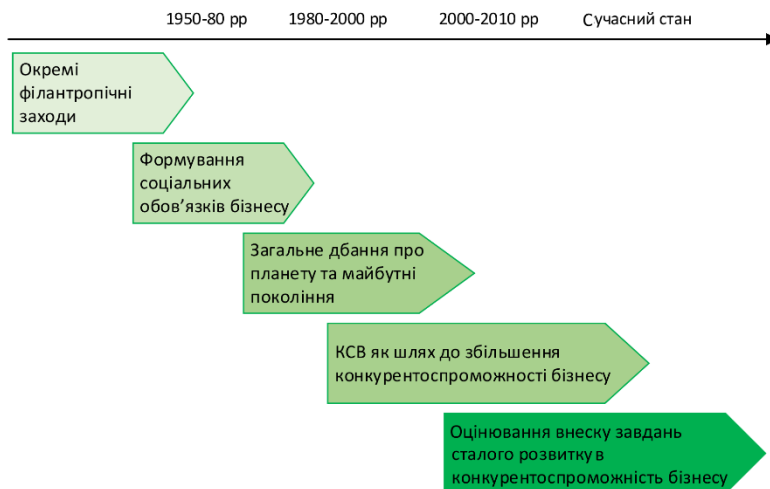 1950-80 рр 1980-2000 рр 2000-2010 рр Сучасний стан
Окремі
філантропічні
заходи
Формування
соціальних
обов’язків бізнесу
Загальне дбання про
планету та майбутні
покоління
КСВ як шлях до збільшення
конкурентоспроможності бізнесу
Оцінювання внеску завдань
сталого розвитку в
конкурентоспроможність бізнесу